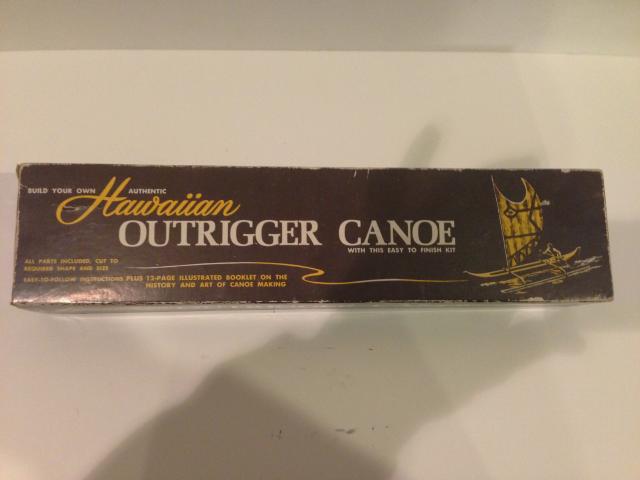 BUILD YOUR OWN AUTHENTIC
Hawaiian
OUTRIGGER CANOE
WITH THIS EASY TO FINISH KIT
ALL PARTS INCLUDED, CUT TO
REQUIRED SHAPE AND SIZE
EASY-TO-FOLLOW INSTRUCTIONS PLUS 12-PAGE ILLUSTRATED BOOKLET ON THE
HISTORY AND ART OF CANOE MAKING